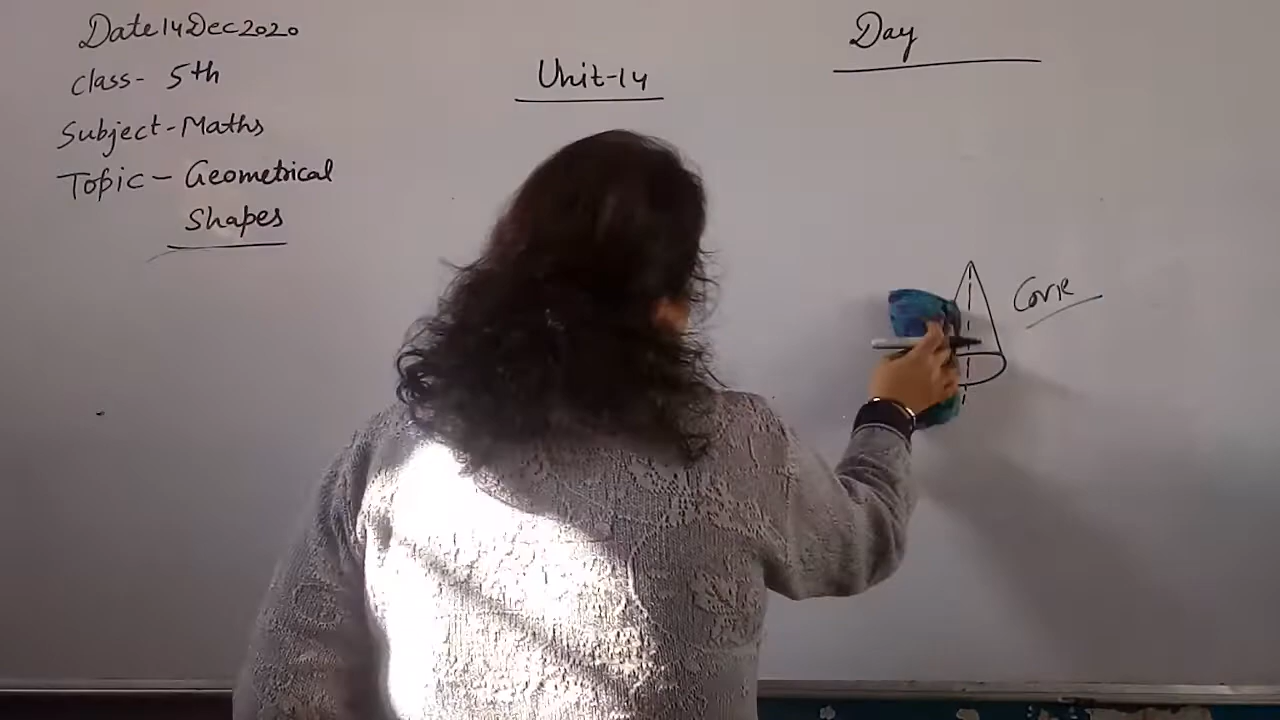 Date 14 Dec 2020
Class- 5th
Subject-Maths
Topic- Geometrical
Shapes
Unit-14
Day
Cone